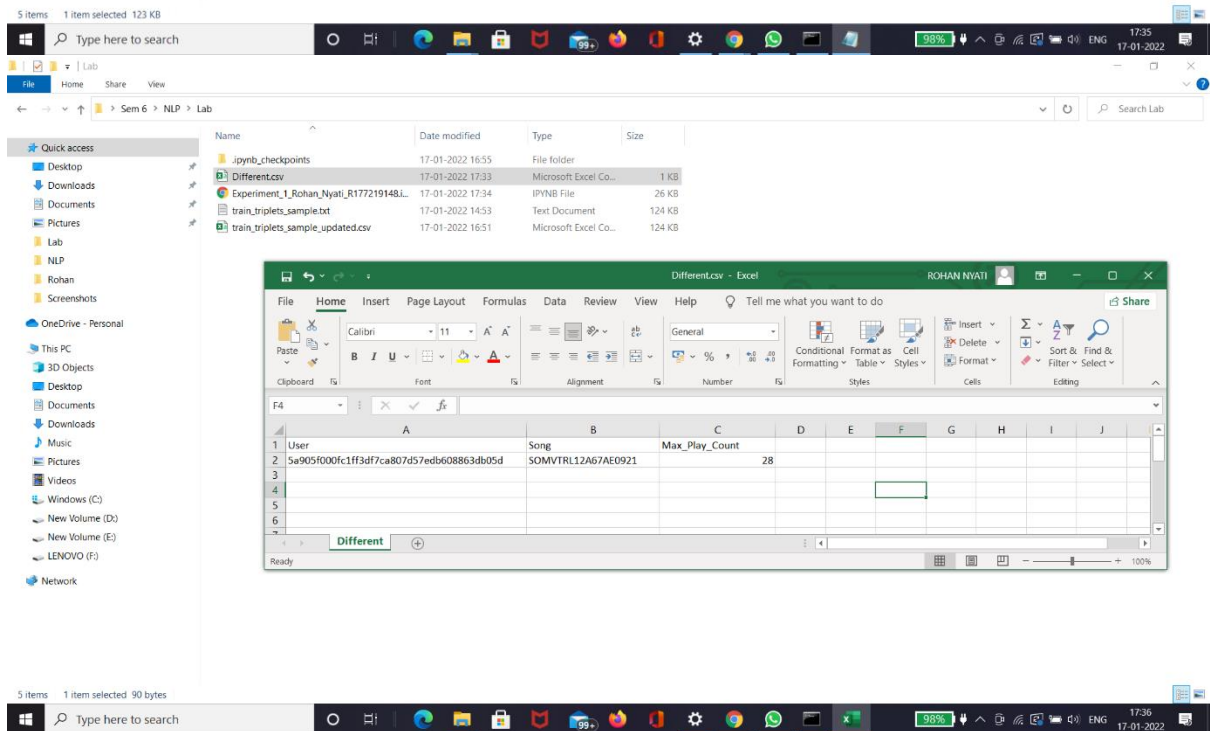 5 items 1 item selected 123 KB
Type here to search 99+ 98% ENG 17:35
17-01-2022
Lab
File Home Share View
Sem 6 > NLP > Lab Search Lab
Name Date modified Type Size
Quick access
.ipynb_checkpoints 17-01-2022 16:55 File folder
Desktop
Different.csv 17-01-2022 17:33 Microsoft Excel Co... 1 KB
Downloads
Experiment_1_Rohan_Nyati_R177219148.i... 17-01-2022 17:34 IPYNB File 26 KB
Documents
train_triplets_sample.txt 17-01-2022 14:53 Text Document 124 KB
Pictures
train_triplets_sample_updated.csv 17-01-2022 16:51 Microsoft Excel Co... 124 KB
Lab
NLP
Rohan
Screenshots
OneDrive - Personal
This PC
3D Objects
Desktop
Documents
Downloads
Music
Pictures
Videos
Windows (C:)
New Volume (D:)
New Volume (E:)
LENOVO (F:)
Network
Different.csv - Excel ROHAN NYATI
File Home Insert Page Layout Formulas Data Review View Help Tell me what you want to do Share
Paste
Calibri 11 A A
B I U A
ab
General
% ,
Conditional Formatting
Format as Table
Cell Styles
Insert
Delete
Format
Sort & Filter
Find & Select
Clipboard Font Alignment Number Styles Cells Editing
F4 fx
A B C D E F G H I J
1 User Song Max_Play_Count
2 5a905f000fc1ff3df7ca807d57edb608863db05d SOMVTRL12A67AE0921 28
3
4
5
6
7
Different
Ready 100%
5 items 1 item selected 90 bytes
Type here to search 99+ 98% ENG 17:36
17-01-2022